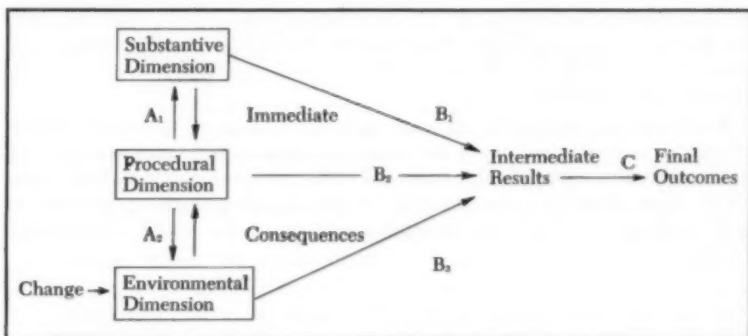 Substantive
Dimension
A₁
Immediate
B₁
Procedural
Dimension
B₂
Intermediate
Results
C
Final
Outcomes
A₂
Consequences
B₃
Change
Environmental
Dimension